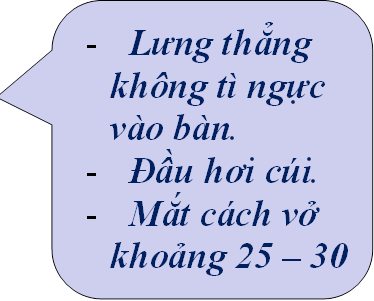 - Lưng thẳng
không tì ngực
vào bàn.
- Đầu hơi cúi.
- Mắt cách vở
khoảng 25 – 30